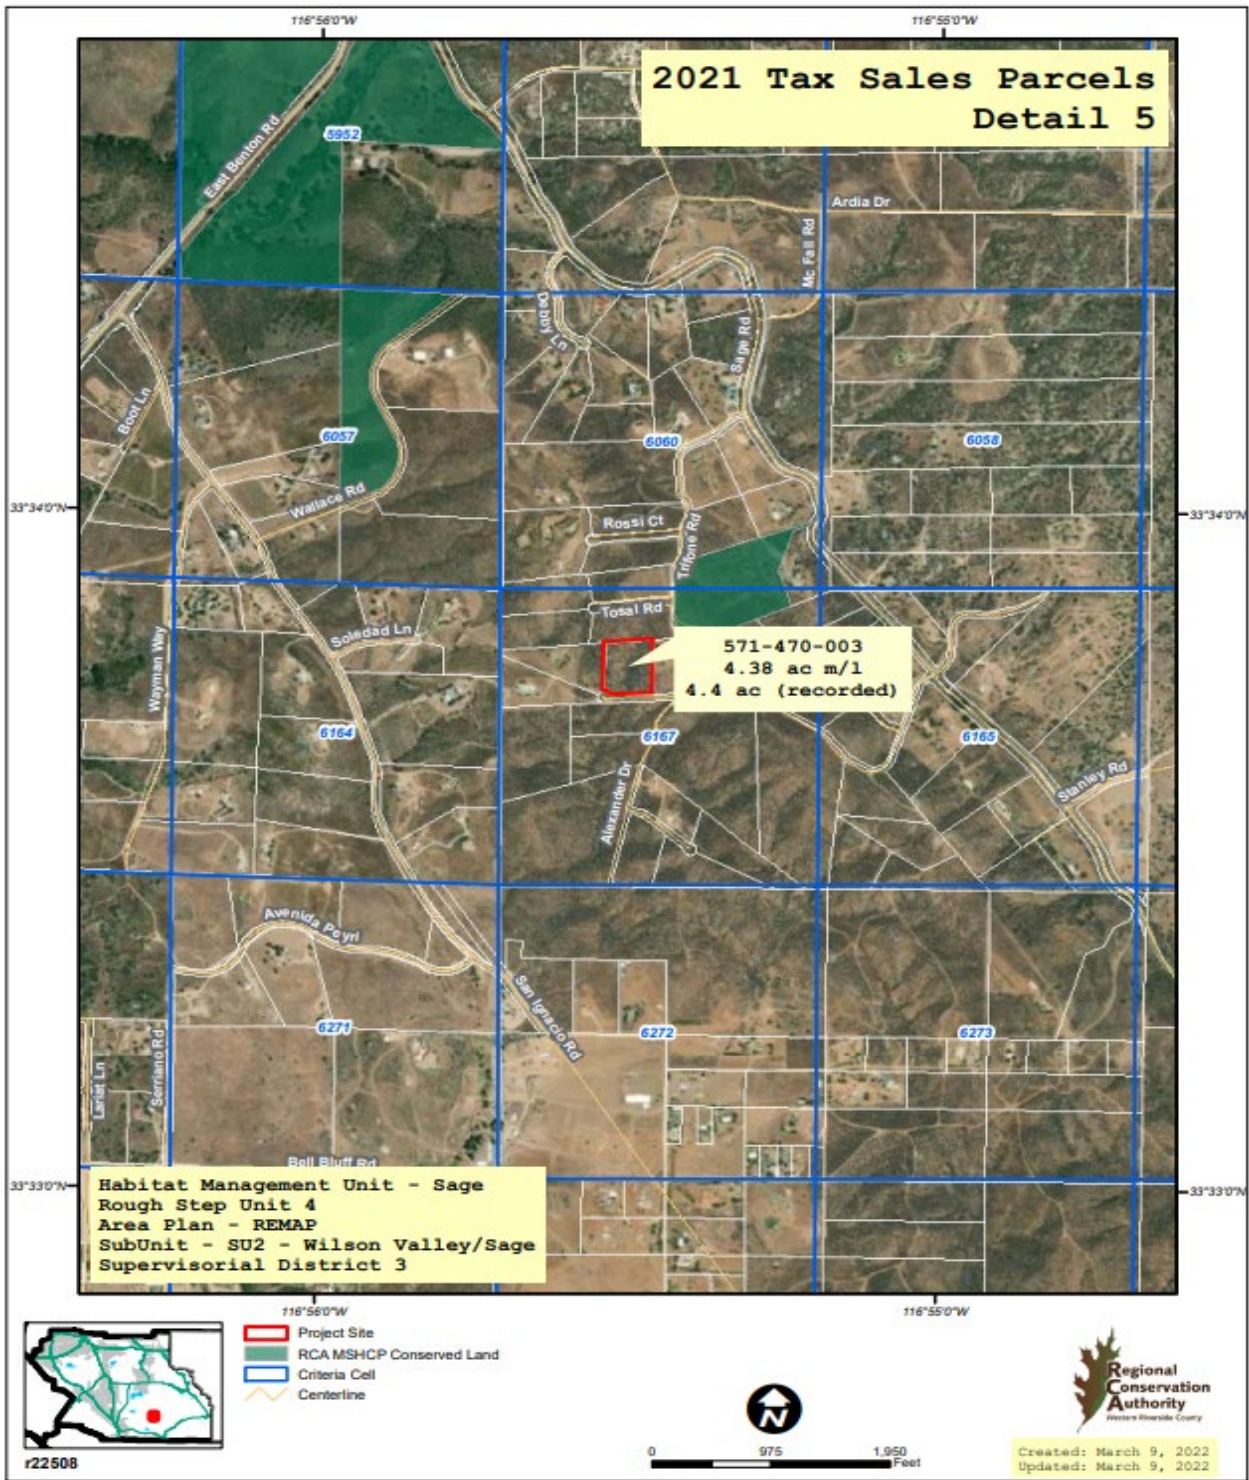 116°56'0"W
116°55'0"W
2021 Tax Sales Parcels
Detail 5
East Benton Rd
5952
Ardia Dr
Mc Fall Rd
Debby Ln
Sage Rd
Boot Ln
6057
6060
6058
Wallace Rd
33°34'0"N
33°34'0"N
Rossi Ct
Trifone Rd
Tosal Rd
Soledad Ln
Wayman Way
571-470-003
4.38 ac m/l
4.4 ac (recorded)
6164
6167
6165
Alexander Dr
Stanley Rd
Avenida Peyri
San Ignacio Rd
6271
6272
6273
Lariat Ln
Serriano Rd
Bell Bluff Rd
33°33'0"N
33°33'0"N
Habitat Management Unit - Sage
Rough Step Unit 4
Area Plan - REMAP
SubUnit - SU2 - Wilson Valley/Sage
Supervisorial District 3
116°56'0"W
116°55'0"W
Project Site
RCA MSHCP Conserved Land
Criteria Cell
Centerline
r22508
N
0 975 1,950
Feet
Regional
Conservation
Authority
Western Riverside County
Created: March 9, 2022
Updated: March 9, 2022